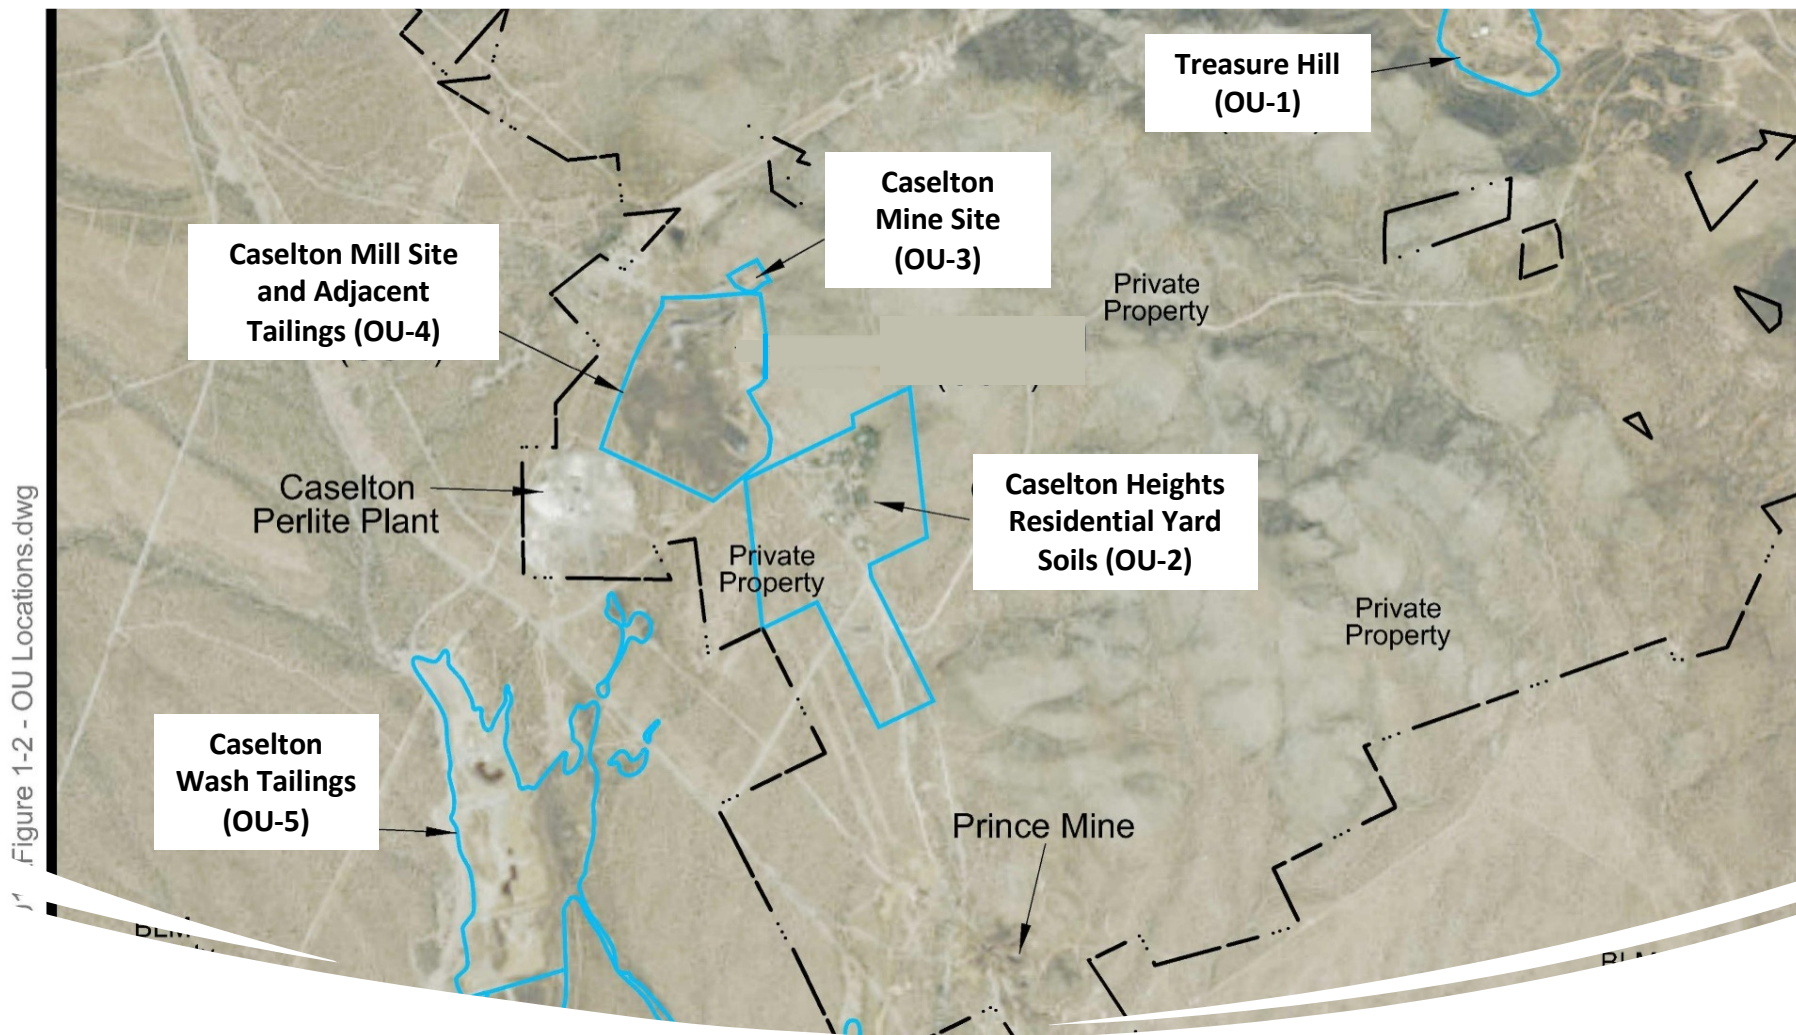 Treasure Hill
(OU-1)
Caselton
Mine Site
(OU-3)
Caselton Mill Site
and Adjacent
Tailings (OU-4)
Private
Property
Caselton
Perlite Plant
Caselton Heights
Residential Yard
Soils (OU-2)
Private
Property
Private
Property
Caselton
Wash Tailings
(OU-5)
Prince Mine
Figure 1-2 - OU Locations.dwg
BLM
BLM